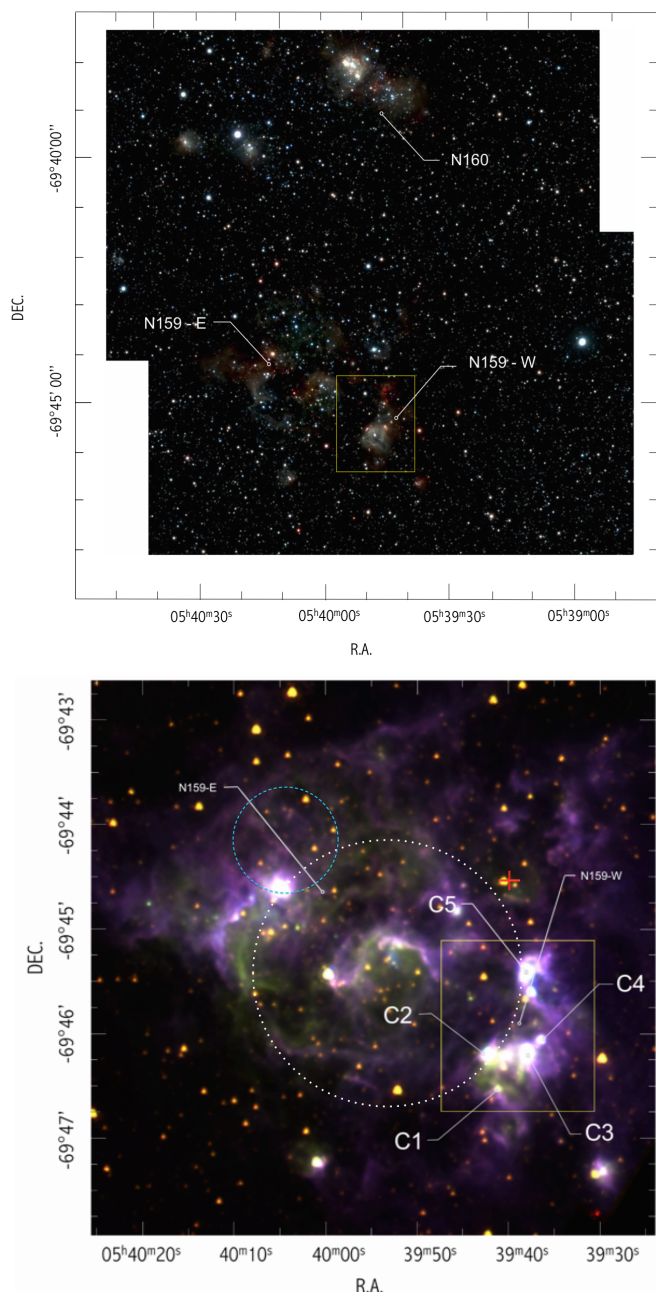 N160
-69°40'00"
DEC.
N159 - E
N159 - W
-69°45'00"
05ʰ40ᵐ30ˢ 05ʰ40ᵐ00ˢ 05ʰ39ᵐ30ˢ 05ʰ39ᵐ00ˢ
R.A.
-69°43'
N159-E
-69°44'
N159-W
-69°45'
C5
DEC.
C4
C2
-69°46'
C1
C3
-69°47'
05ʰ40ᵐ20ˢ 40ᵐ10ˢ 40ᵐ00ˢ 39ᵐ50ˢ 39ᵐ40ˢ 39ᵐ30ˢ
R.A.